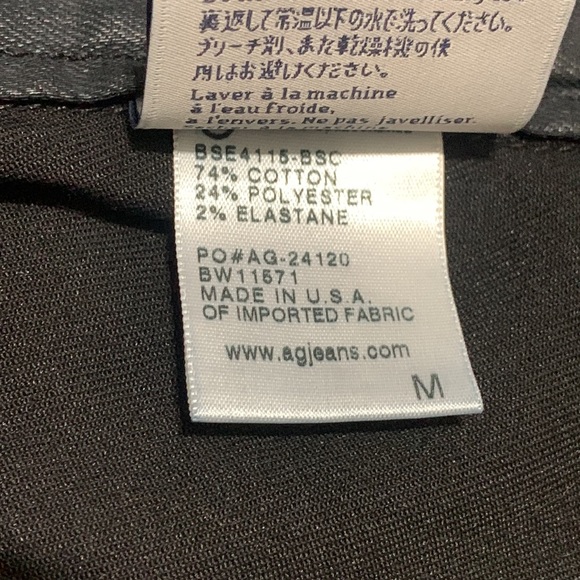 裏返して常温以下の水で洗ってください。
ブリーチ剤、また乾燥機の使
用はお避けください。
Laver à la machine
à l'eau froide,
à l'envers. Ne pas javelliser.
BSE4115-BSC
74% COTTON
24% POLYESTER
2% ELASTANE
PO#AG-24120
BW11571
MADE IN U.S.A.
OF IMPORTED FABRIC
www.agjeans.com
M